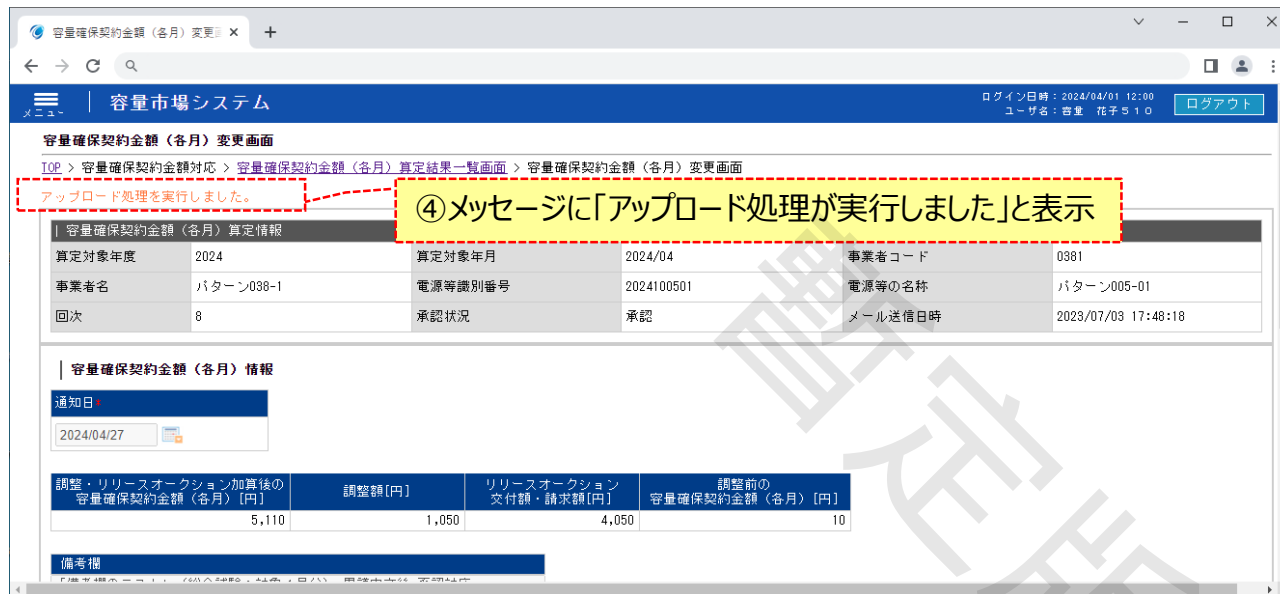 容量確保契約金額（各月）変更
容量市場システム
メニュー
ログイン日時：2024/04/01 12:00
ユーザ名：容量 花子５１０
ログアウト
容量確保契約金額（各月）変更画面
TOP > 容量確保契約金額対応 > 容量確保契約金額（各月）算定結果一覧画面 > 容量確保契約金額（各月）変更画面
アップロード処理を実行しました。
④メッセージに「アップロード処理が実行しました」と表示
容量確保契約金額（各月）算定情報
算定対象年度 2024 算定対象年月 2024/04 事業者コード 0381
事業者名 パターン038-1 電源等識別番号 2024100501 電源等の名称 パターン005-01
回次 8 承認状況 承認 メール送信日時 2023/07/03 17:48:18
容量確保契約金額（各月）情報
通知日*
2024/04/27
調整・リリースオークション加算後の
容量確保契約金額（各月）[円]
調整額[円]
リリースオークション
交付額・請求額[円]
調整前の
容量確保契約金額（各月）[円]
5,110 1,050 4,050 10
備考欄
暫定版